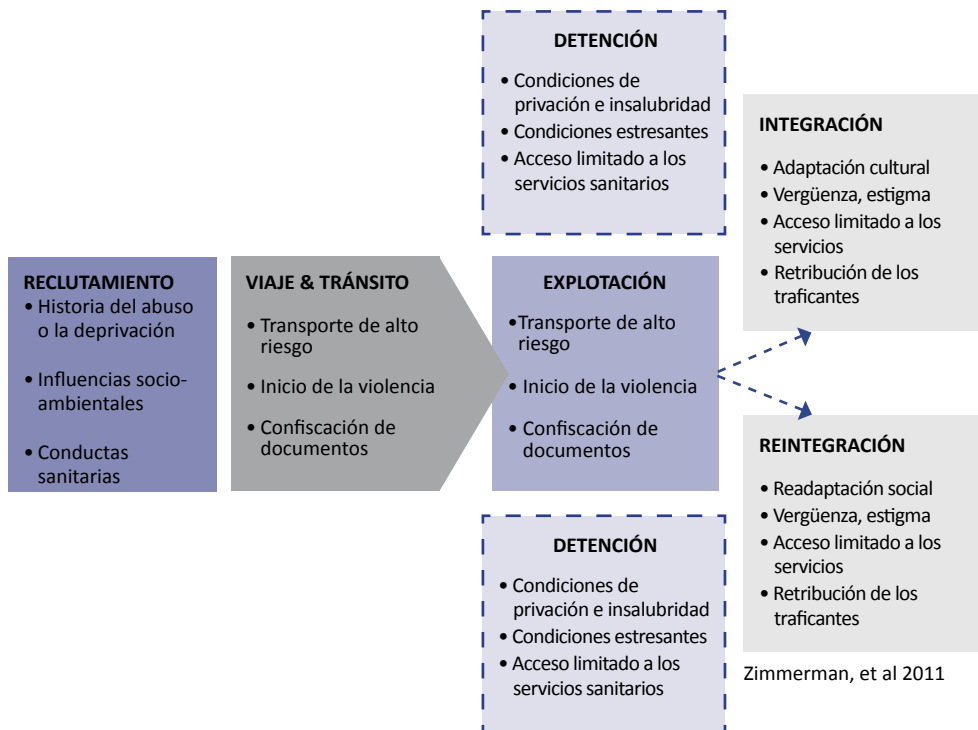 DETENCIÓN
• Condiciones de
privación e insalubridad
• Condiciones estresantes
• Acceso limitado a los
servicios sanitarios
RECLUTAMIENTO
• Historia del abuso
o la deprivación
• Influencias socio-
ambientales
• Conductas
sanitarias
VIAJE & TRÁNSITO
• Transporte de alto
riesgo
• Inicio de la violencia
• Confiscación de
documentos
EXPLOTACIÓN
•Transporte de alto
riesgo
• Inicio de la violencia
• Confiscación de
documentos
DETENCIÓN
• Condiciones de
privación e insalubridad
• Condiciones estresantes
• Acceso limitado a los
servicios sanitarios
INTEGRACIÓN
• Adaptación cultural
• Vergüenza, estigma
• Acceso limitado a los
servicios
• Retribución de los
traficantes
REINTEGRACIÓN
• Readaptación social
• Vergüenza, estigma
• Acceso limitado a los
servicios
• Retribución de los
traficantes
Zimmerman, et al 2011